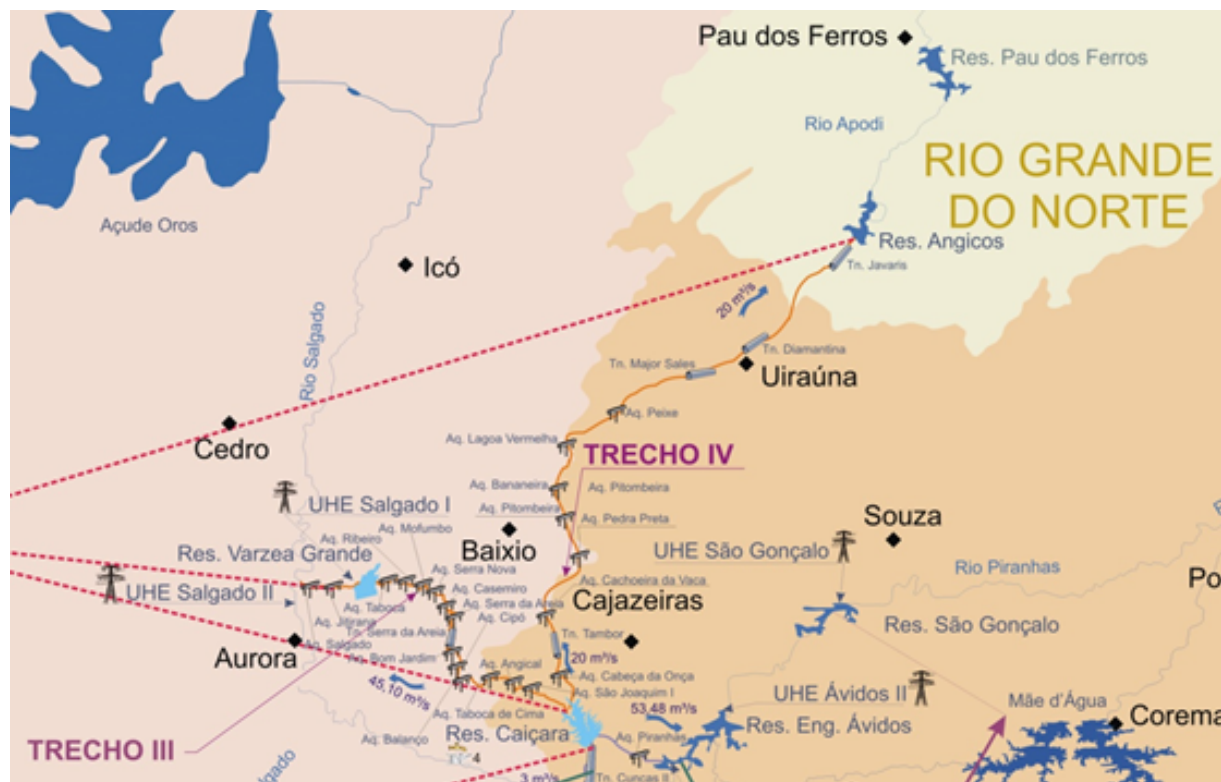 Pau dos Ferros
Res. Pau dos Ferros
Rio Apodi
RIO GRANDE
DO NORTE
Açude Oros
Res. Angicos
Icó
Tn. Javaris
20 m³/s
Rio Salgado
Tn. Diamantina
Tn. Major Sales
Uiraúna
Aq. Peixe
Cedro
Aq. Lagoa Vermelha
TRECHO IV
Aq. Bananeira
Aq. Pitombeira
UHE Salgado I
Aq. Pitombeira
Aq. Pedra Preta
Souza
Aq. Mofumbo
Aq. Ribeiro
Baixio
UHE São Gonçalo
Res. Varzea Grande
Aq. Serra Nova
Rio Piranhas
Aq. Cachoeira da Vaca
Po
UHE Salgado II
Aq. Casemiro
Cajazeiras
Aq. Taboca
Aq. Serra da Areia
Aq. Jitirana
Aq. Cipó
Res. São Gonçalo
Tn. Serra da Areia
Tn. Tambor
Aq. Salgado
Aurora
Aq. Bom Jardim
20 m³/s
Aq. Angical
Aq. Cabeça da Onça
45,10 m³/s
UHE Ávidos II
Aq. São Joaquim I
Mãe d'Água
53,48 m³/s
Aq. Taboca de Cima
Res. Eng. Ávidos
Corema
Res. Caiçara
Aq. Piranhas
TRECHO III
Aq. Balanço
4
Salgado
3 m³/s
Tn. Cuncas II